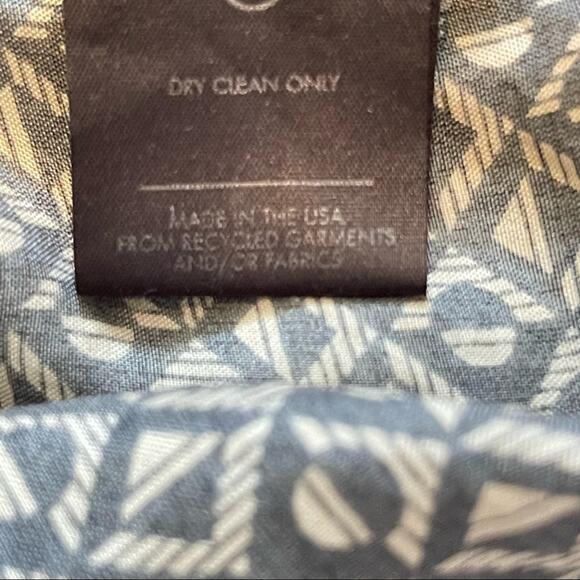 DRY CLEAN ONLY
MADE IN THE USA
FROM RECYCLED GARMENTS
AND/OR FABRICS